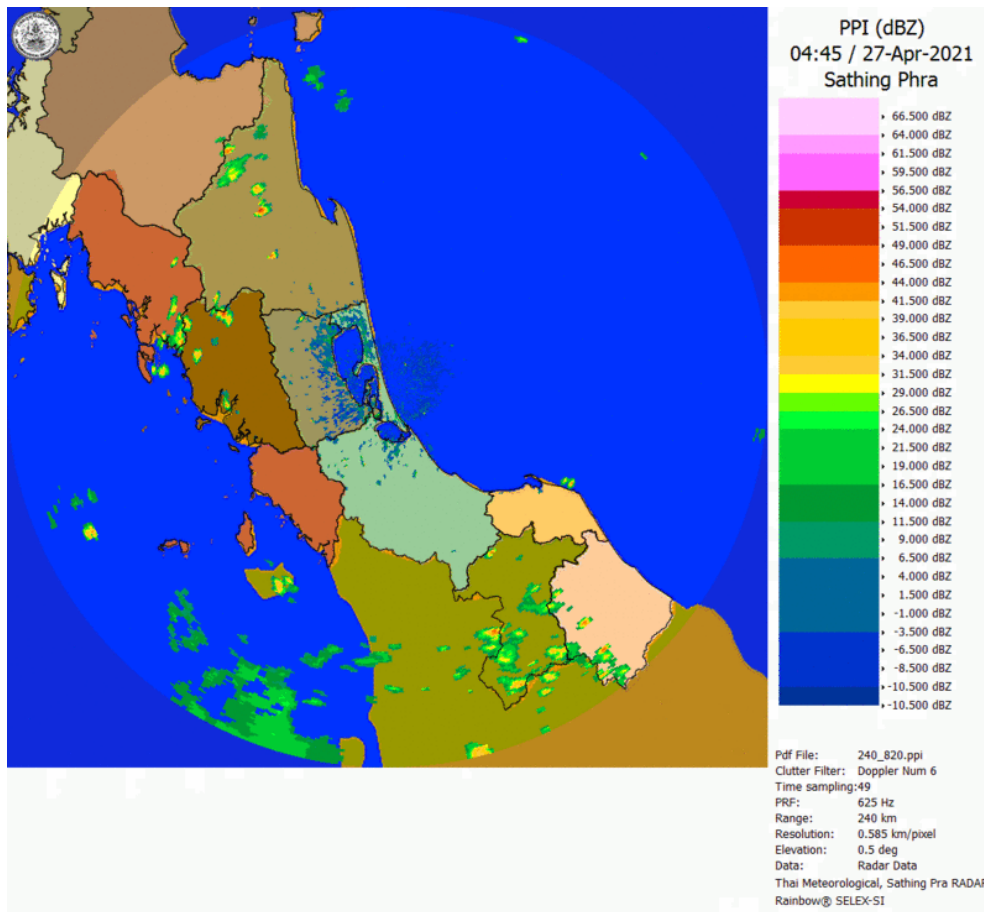 PPI (dBZ)
04:45 / 27-Apr-2021
Sathing Phra
66.500 dBZ
64.000 dBZ
61.500 dBZ
59.500 dBZ
56.500 dBZ
54.000 dBZ
51.500 dBZ
49.000 dBZ
46.500 dBZ
44.000 dBZ
41.500 dBZ
39.000 dBZ
36.500 dBZ
34.000 dBZ
31.500 dBZ
29.000 dBZ
26.500 dBZ
24.000 dBZ
21.500 dBZ
19.000 dBZ
16.500 dBZ
14.000 dBZ
11.500 dBZ
9.000 dBZ
6.500 dBZ
4.000 dBZ
1.500 dBZ
-1.000 dBZ
-3.500 dBZ
-6.500 dBZ
-8.500 dBZ
-10.500 dBZ
-10.500 dBZ
Pdf File: 240_820.ppi
Clutter Filter: Doppler Num 6
Time sampling:49
PRF: 625 Hz
Range: 240 km
Resolution: 0.585 km/pixel
Elevation: 0.5 deg
Data: Radar Data
Thai Meteorological, Sathing Pra RADAR
Rainbow® SELEX-SI